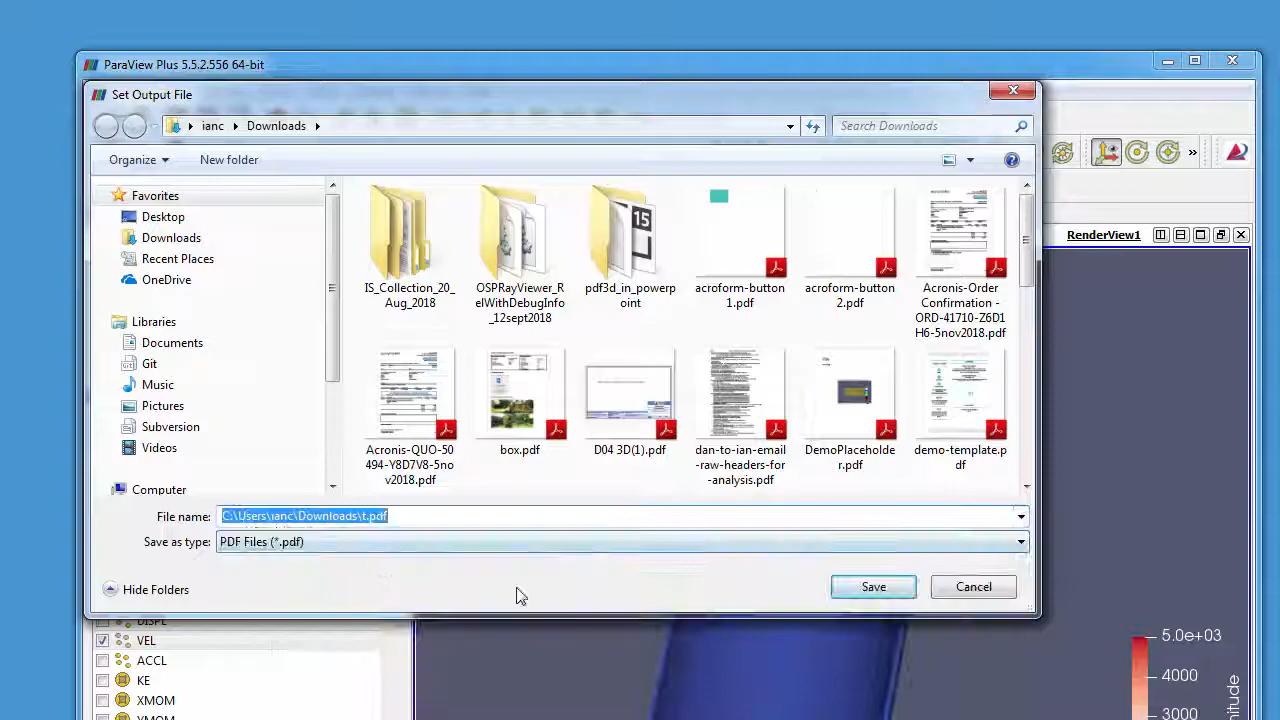 ParaView Plus 5.5.2.556 64-bit
Set Output File
ianc
Downloads
Search Downloads
Organize
New folder
RenderView1
Favorites
Desktop
Downloads
Recent Places
OneDrive
Libraries
Documents
Git
Music
Pictures
Subversion
Videos
Computer
15
IS_Collection_20_
Aug_2018
OSPRayViewer_R
elWithDebugInfo
_12sept2018
pdf3d_in_powerp
oint
acroform-button
1.pdf
acroform-button
2.pdf
Acronis-Order
Confirmation -
ORD-41710-Z6D1
H6-5nov2018.pdf
Acronis-QUO-50
494-Y8D7V8-5no
v2018.pdf
box.pdf
D04 3D(1).pdf
dan-to-ian-email
-raw-headers-for
-analysis.pdf
DemoPlaceholde
r.pdf
demo-template.p
df
File name:
C:\Users\ianc\Downloads\t.pdf
Save as type:
PDF Files (*.pdf)
Hide Folders
Save
Cancel
DISPL
VEL
ACCL
KE
XMOM
YMOM
5.0e+03
4000
3000